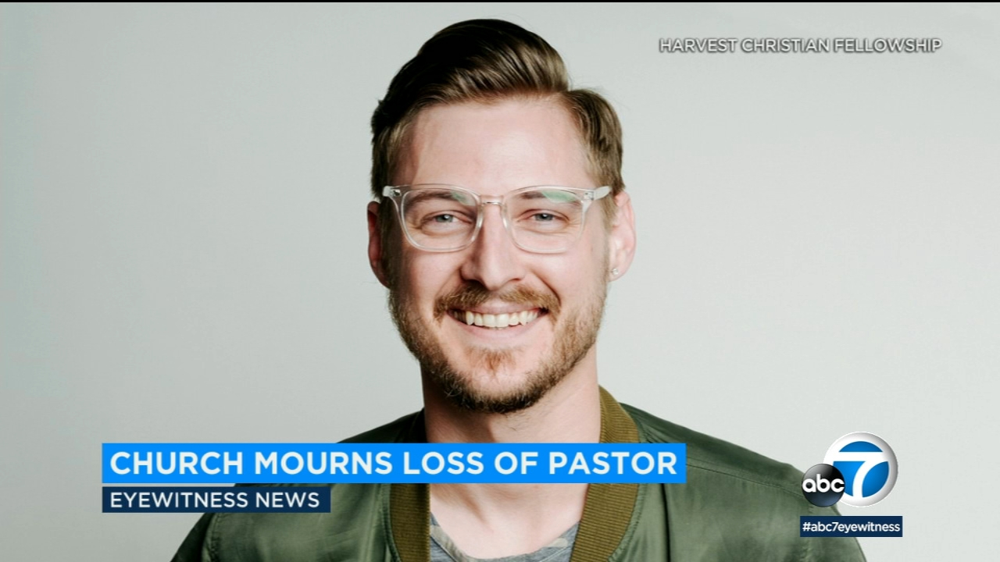 HARVEST CHRISTIAN FELLOWSHIP
CHURCH MOURNS LOSS OF PASTOR
EYEWITNESS NEWS
abc 7
#abc7eyewitness